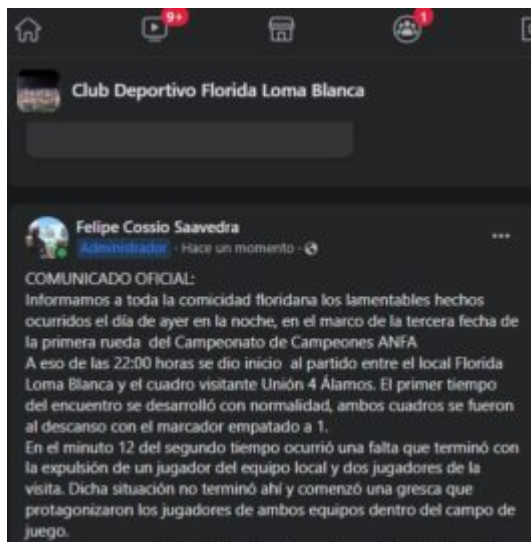 9+
1
Club Deportivo Florida Loma Blanca
Felipe Cossio Saavedra
Administrador · Hace un momento ·
COMUNICADO OFICIAL:
Informamos a toda la comicidad floridana los lamentables hechos
ocurridos el día de ayer en la noche, en el marco de la tercera fecha de
la primera rueda del Campeonato de Campeones ANFA
A eso de las 22:00 horas se dio inicio al partido entre el local Florida
Loma Blanca y el cuadro visitante Unión 4 Álamos. El primer tiempo
del encuentro se desarrolló con normalidad, ambos cuadros se fueron
al descanso con el marcador empatado a 1.
En el minuto 12 del segundo tiempo ocurrió una falta que terminó con
la expulsión de un jugador del equipo local y dos jugadores de la
visita. Dicha situación no terminó ahí y comenzó una gresca que
protagonizaron los jugadores de ambos equipos dentro del campo de
juego.